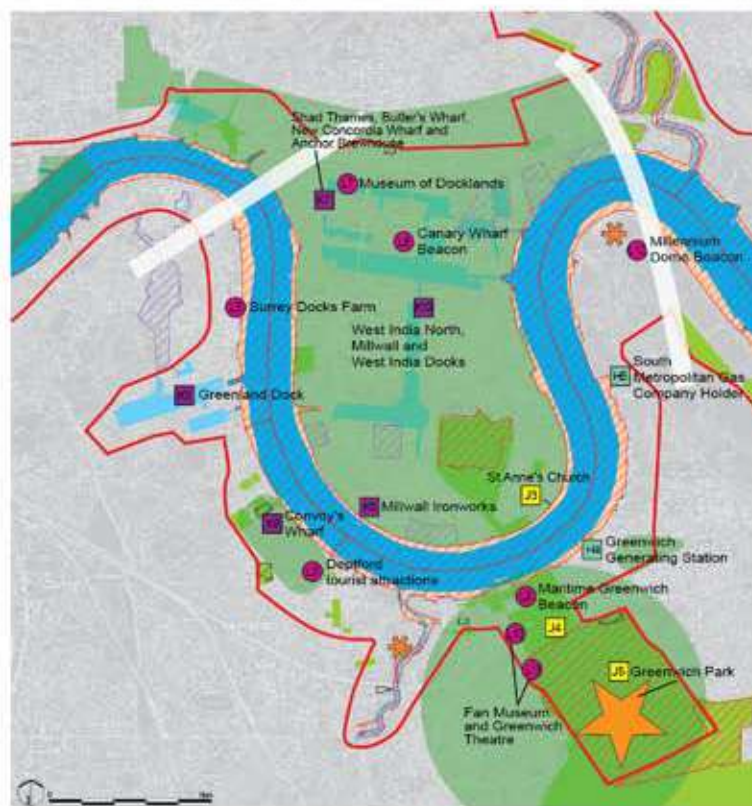 Shad Thames, Butler's Wharf,
New Concordia Wharf and
Anchor Brewhouse
Museum of Docklands
Canary Wharf
Beacon
Millennium
Dome Beacon
Surrey Docks Farm
West India North,
Millwall and
West India Docks
South
Metropolitan Gas
Company Holder
Greenland Dock
St Anne's Church
J3
Millwall Ironworks
Convoy's
Wharf
Greenwich
Generating Station
Deptford
tourist attractions
Maritime Greenwich
Beacon
J4
J5
Greenwich Park
Fan Museum
and Greenwich
Theatre
0